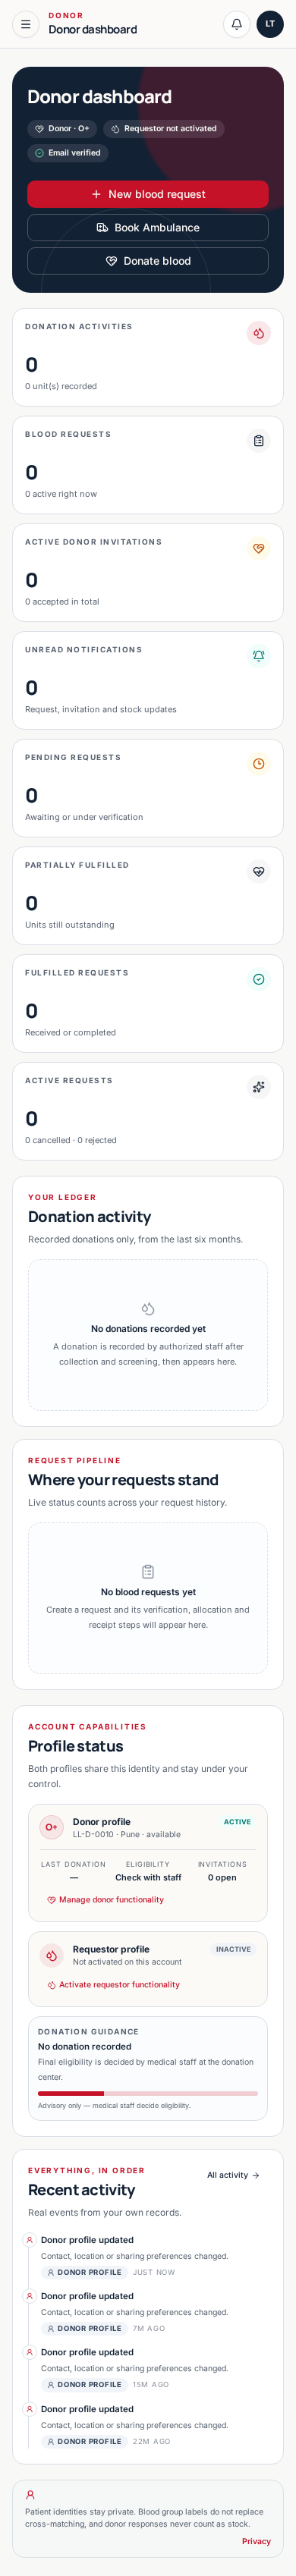 DONOR
Donor dashboard
LT
Donor dashboard
Donor · O+
Requestor not activated
Email verified
New blood request
Book Ambulance
Donate blood
DONATION ACTIVITIES
0
0 unit(s) recorded
BLOOD REQUESTS
0
0 active right now
ACTIVE DONOR INVITATIONS
0
0 accepted in total
UNREAD NOTIFICATIONS
0
Request, invitation and stock updates
PENDING REQUESTS
0
Awaiting or under verification
PARTIALLY FULFILLED
0
Units still outstanding
FULFILLED REQUESTS
0
Received or completed
ACTIVE REQUESTS
0
0 cancelled · 0 rejected
YOUR LEDGER
Donation activity
Recorded donations only, from the last six months.
No donations recorded yet
A donation is recorded by authorized staff after
collection and screening, then appears here.
REQUEST PIPELINE
Where your requests stand
Live status counts across your request history.
No blood requests yet
Create a request and its verification, allocation and
receipt steps will appear here.
ACCOUNT CAPABILITIES
Profile status
Both profiles share this identity and stay under your
control.
O+
Donor profile
ACTIVE
LL-D-0010 · Pune · available
LAST DONATION
ELIGIBILITY
INVITATIONS
—
Check with staff
0 open
Manage donor functionality
Requestor profile
INACTIVE
Not activated on this account
Activate requestor functionality
DONATION GUIDANCE
No donation recorded
Final eligibility is decided by medical staff at the donation
center.
Advisory only — medical staff decide eligibility.
EVERYTHING, IN ORDER
All activity →
Recent activity
Real events from your own records.
Donor profile updated
Contact, location or sharing preferences changed.
DONOR PROFILE
JUST NOW
Donor profile updated
Contact, location or sharing preferences changed.
DONOR PROFILE
7M AGO
Donor profile updated
Contact, location or sharing preferences changed.
DONOR PROFILE
15M AGO
Donor profile updated
Contact, location or sharing preferences changed.
DONOR PROFILE
22M AGO
Patient identities stay private. Blood group labels do not replace
cross-matching, and donor responses never count as stock.
Privacy